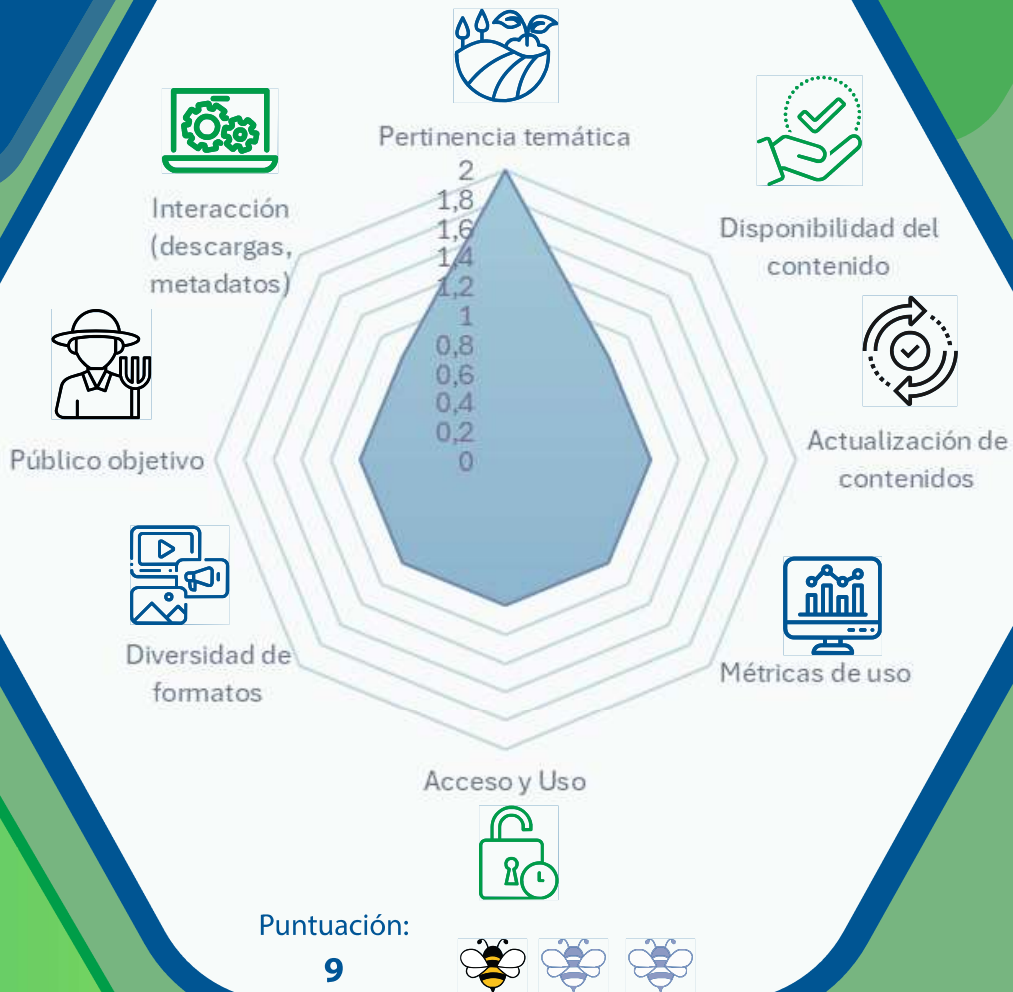 Pertinencia temática
Interacción
(descargas,
metadatos)
Disponibilidad del
contenido
2
1,8
1,6
1,4
1,2
1
0,8
0,6
0,4
0,2
0
Público objetivo
Actualización de
contenidos
Diversidad de
formatos
Métricas de uso
Acceso y Uso
Puntuación:
9